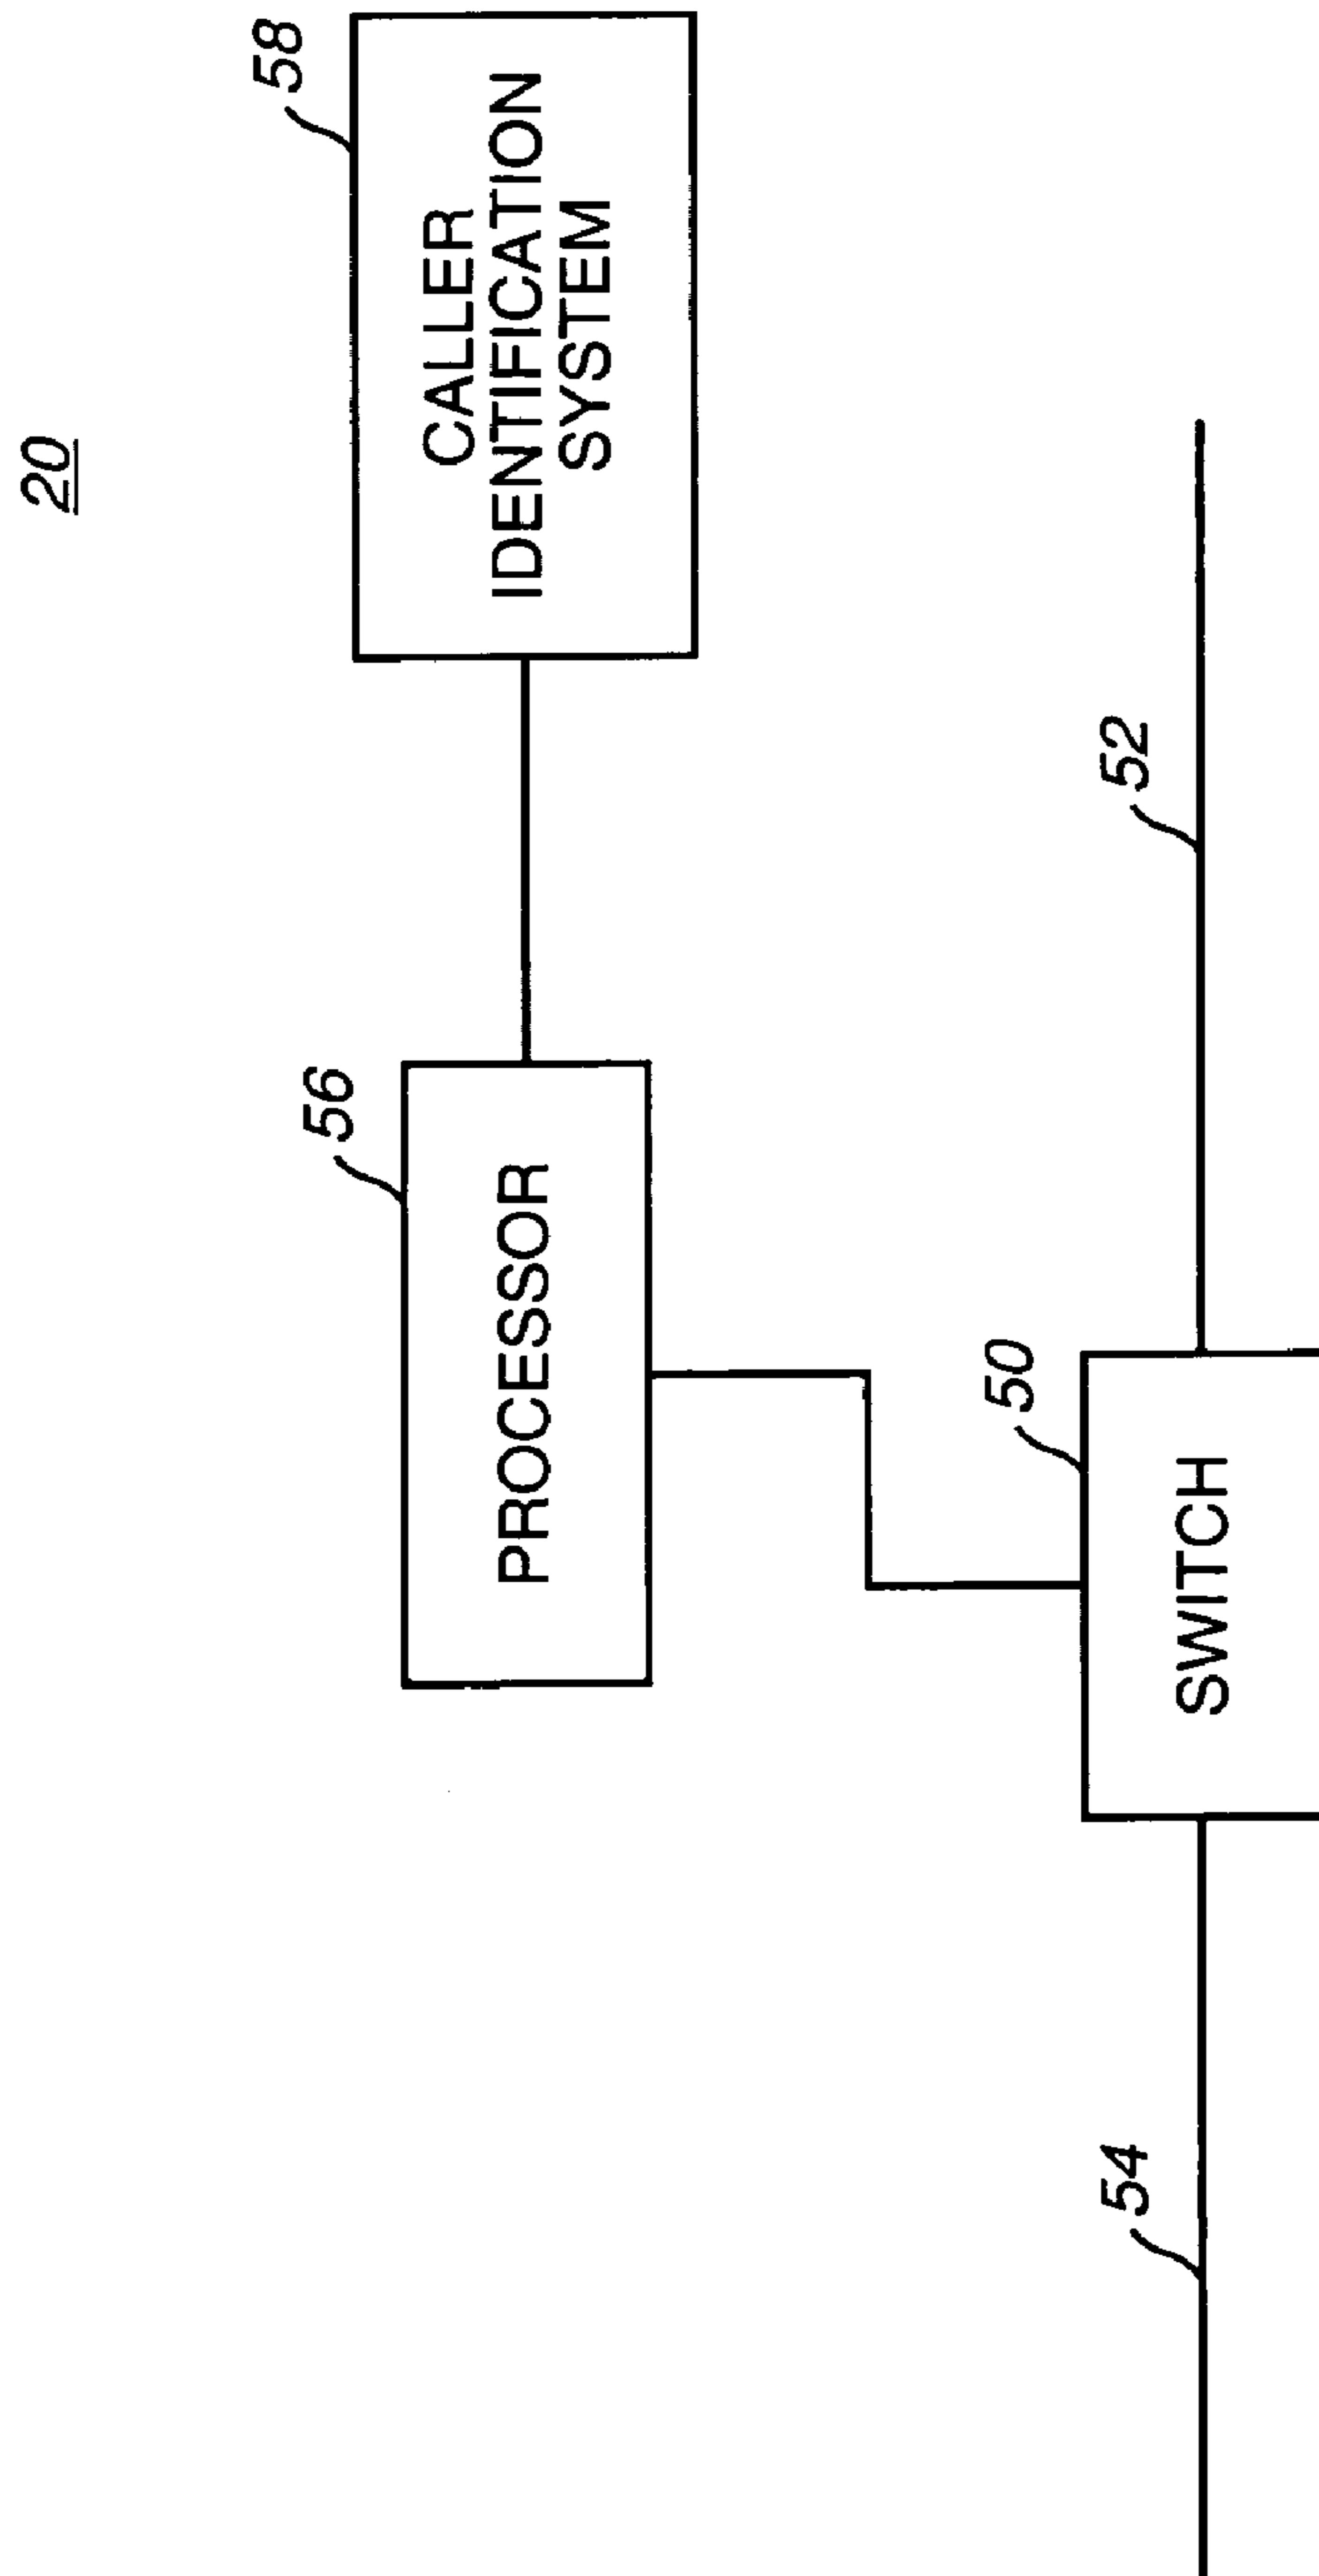 20
58
CALLER
IDENTIFICATION
SYSTEM
56
PROCESSOR
52
50
SWITCH
54